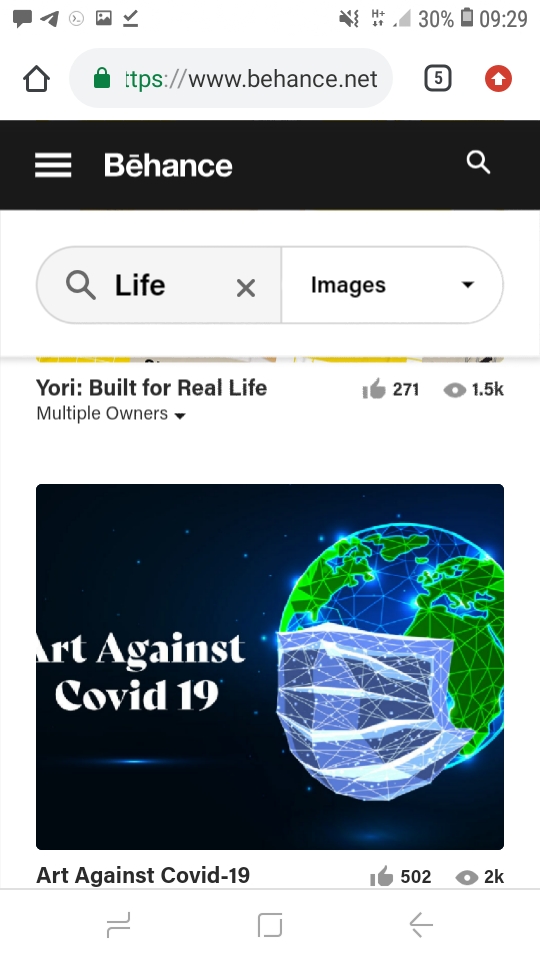 H+ 30% 09:29
ttps://www.behance.net 5
Bēhance
Life Images
Yori: Built for Real Life 271 1.5k
Multiple Owners
Art Against
Covid 19
Art Against Covid-19 502 2k